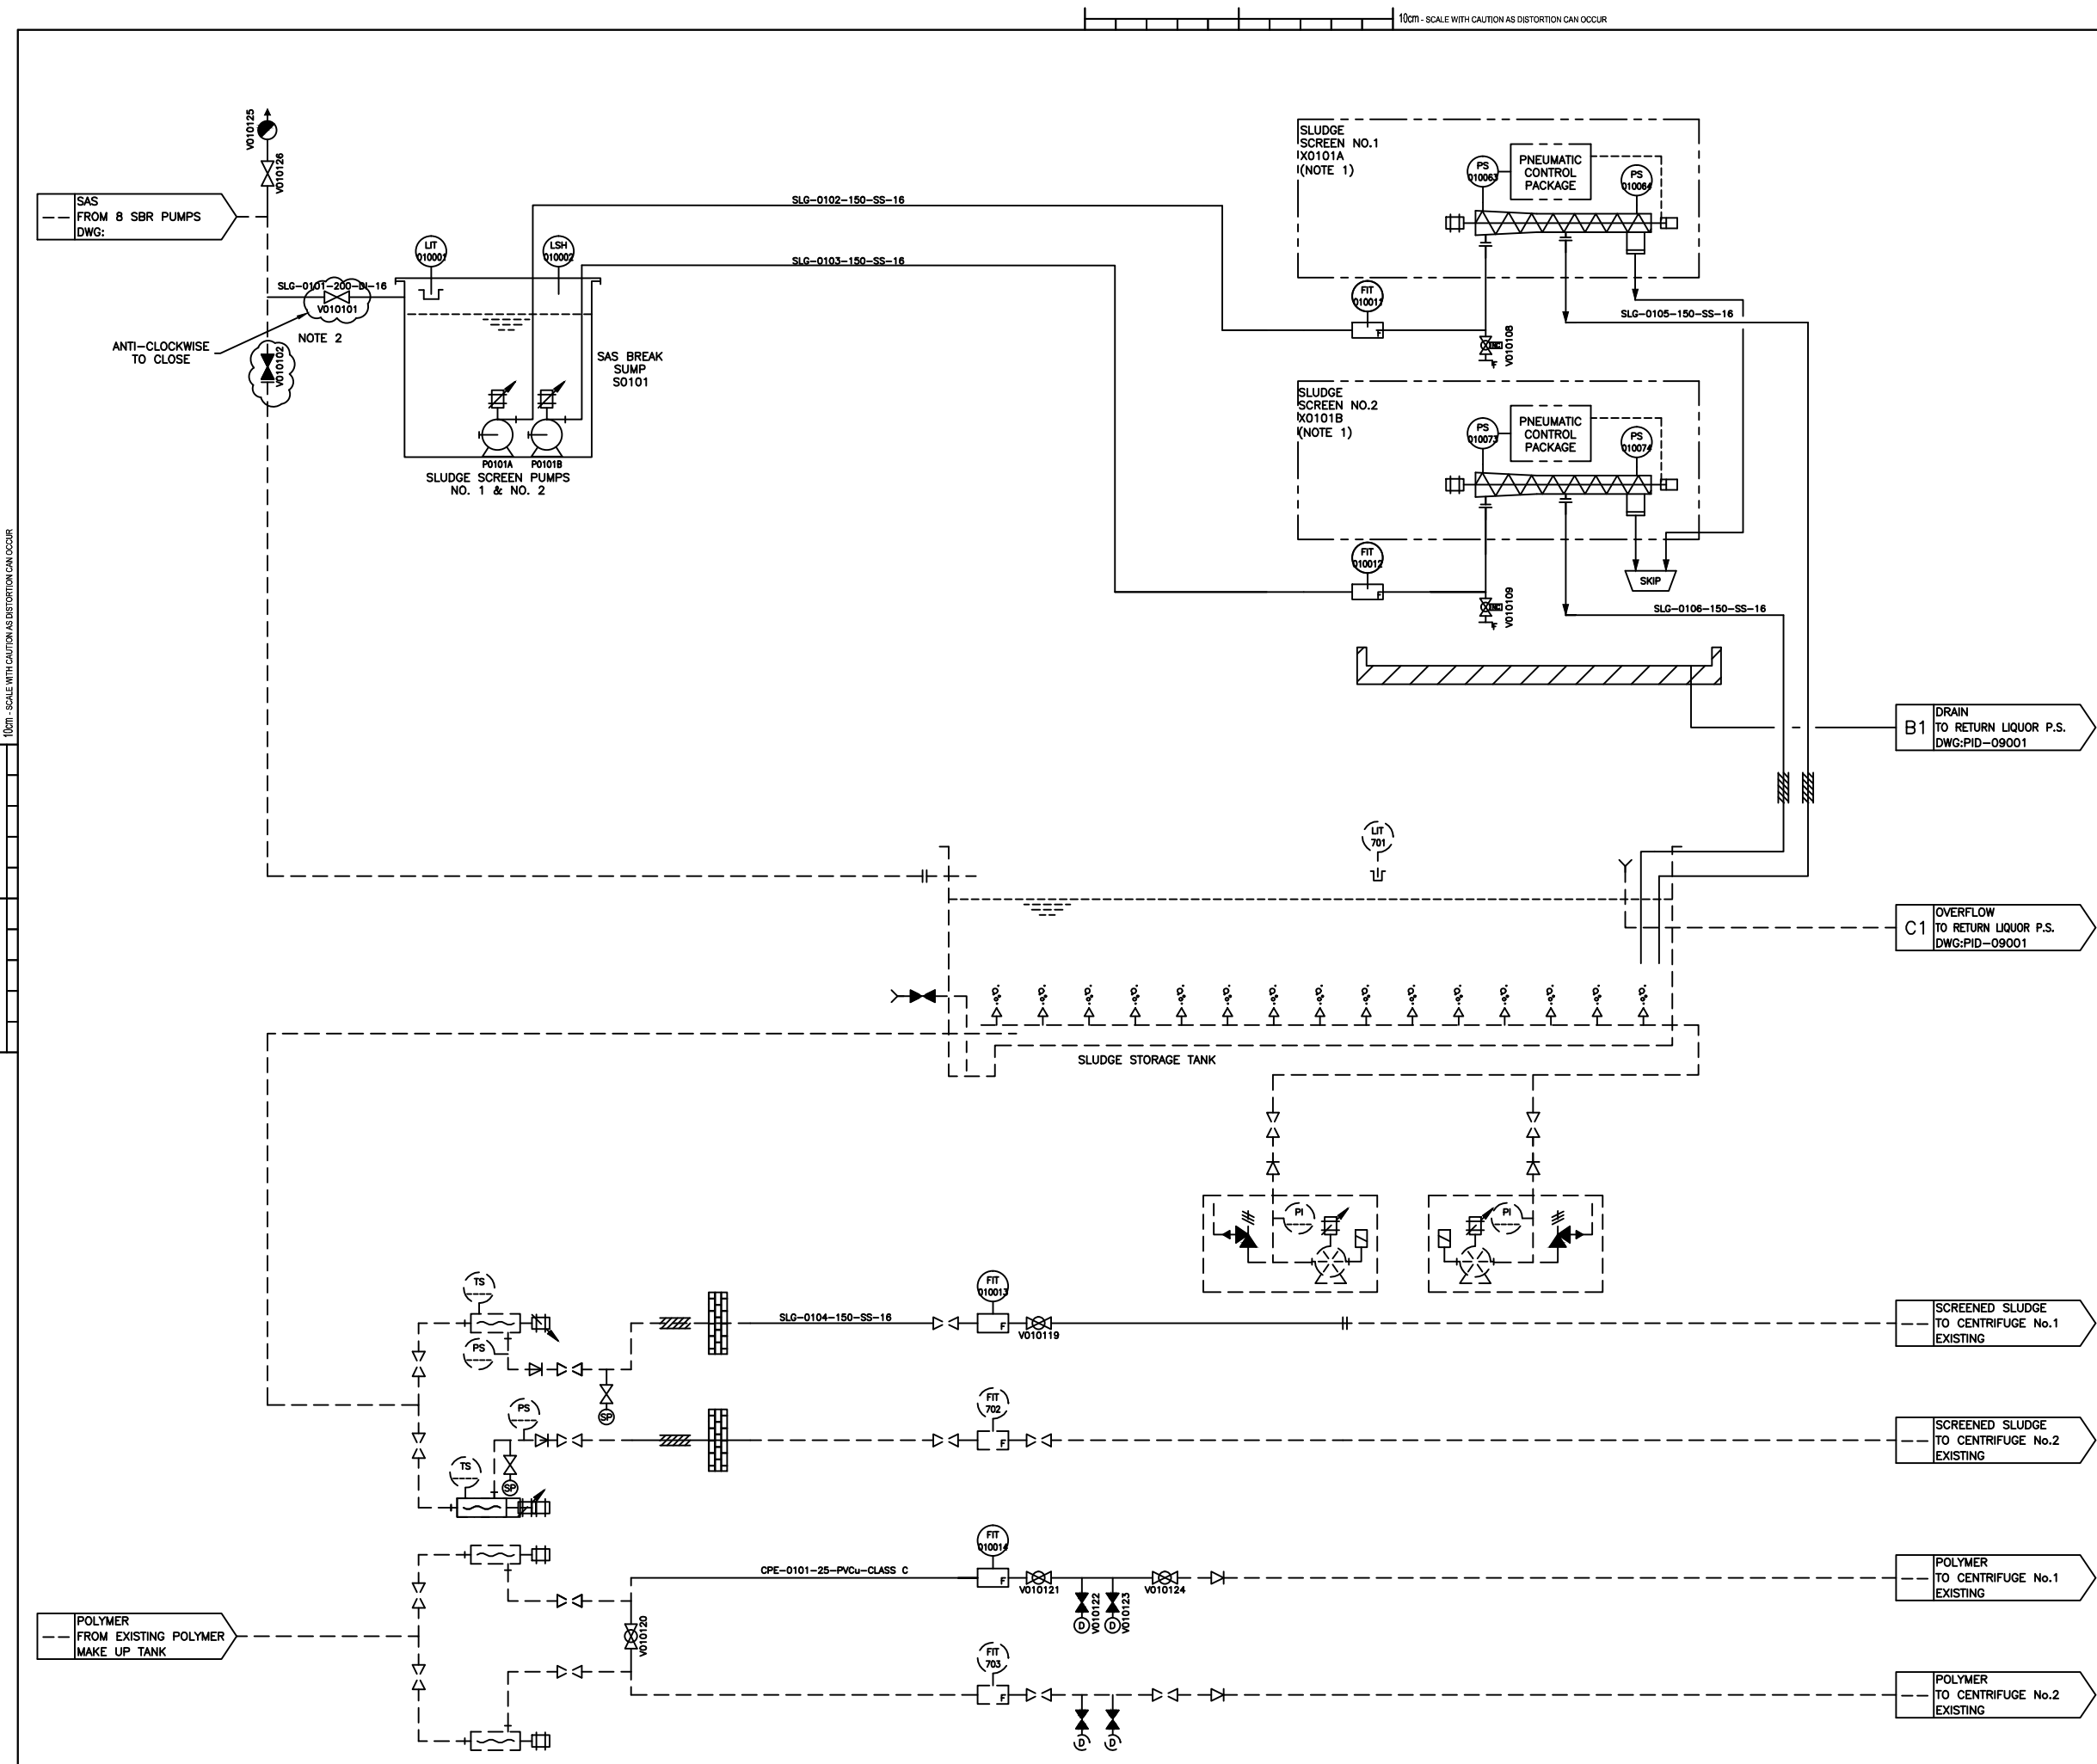 10cm - SCALE WITH CAUTION AS DISTORTION CAN OCCUR
V010125
V010126
SAS
FROM 8 SBR PUMPS
DWG:
LIT
010001
LSH
010002
SLG-0101-200-DI-16
V010101
NOTE 2
ANTI-CLOCKWISE
TO CLOSE
V010102
SAS BREAK
SUMP
S0101
P0101A
P0101B
SLUDGE SCREEN PUMPS
NO. 1 & NO. 2
SLG-0102-150-SS-16
SLG-0103-150-SS-16
SLUDGE
SCREEN NO.1
X0101A
(NOTE 1)
PS
010063
PNEUMATIC
CONTROL
PACKAGE
PS
010064
FIT
010011
F
V010108
F
SLG-0105-150-SS-16
SLUDGE
SCREEN NO.2
X0101B
(NOTE 1)
PS
010073
PNEUMATIC
CONTROL
PACKAGE
PS
010074
FIT
010012
F
V010109
F
SKIP
SLG-0106-150-SS-16
10cm - SCALE WITH CAUTION AS DISTORTION CAN OCCUR
B1
DRAIN
TO RETURN LIQUOR P.S.
DWG:PID-09001
LIT
701
C1
OVERFLOW
TO RETURN LIQUOR P.S.
DWG:PID-09001
SLUDGE STORAGE TANK
PI
PI
TS
PS
SP
SLG-0104-150-SS-16
FIT
010013
F
V010119
SCREENED SLUDGE
TO CENTRIFUGE No.1
EXISTING
PS
TS
SP
FIT
702
F
SCREENED SLUDGE
TO CENTRIFUGE No.2
EXISTING
CPE-0101-25-PVCu-CLASS C
FIT
010014
F
V010121
V010122
D
V010123
D
V010124
POLYMER
TO CENTRIFUGE No.1
EXISTING
POLYMER
FROM EXISTING POLYMER
MAKE UP TANK
V010120
FIT
703
F
D
D
POLYMER
TO CENTRIFUGE No.2
EXISTING